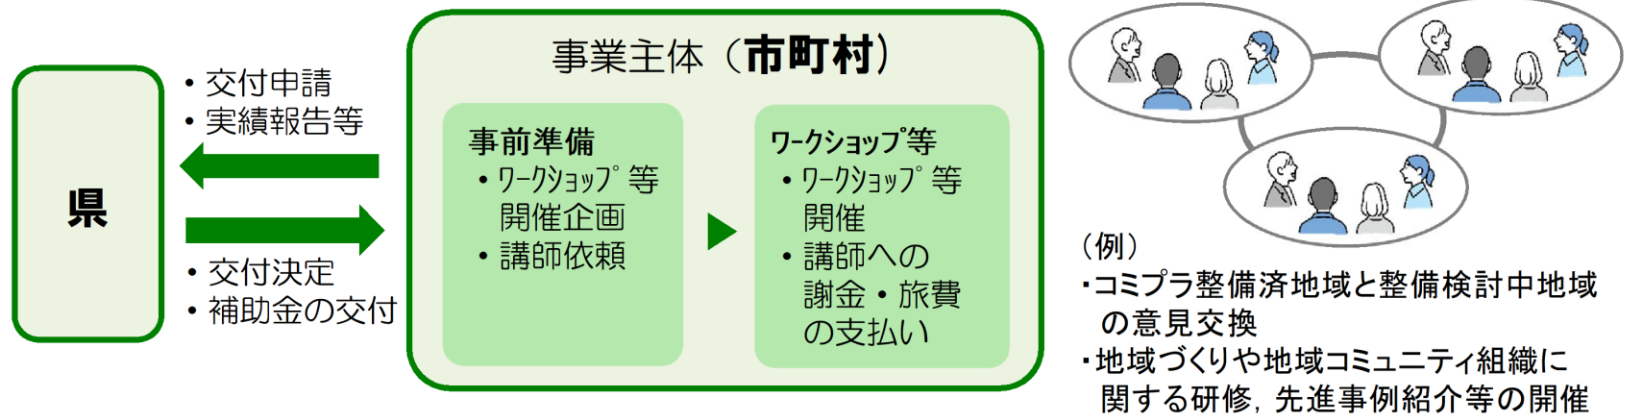 県
・交付申請
・実績報告等
・交付決定
・補助金の交付
事業主体（市町村）
事前準備
・ﾜｰｸｼｮｯﾌﾟ等
開催企画
・講師依頼
ﾜｰｸｼｮｯﾌﾟ等
・ﾜｰｸｼｮｯﾌﾟ等
開催
・講師への
謝金・旅費
の支払い
（例）
・コミプラ整備済地域と整備検討中地域
の意見交換
・地域づくりや地域コミュニティ組織に
関する研修，先進事例紹介等の開催